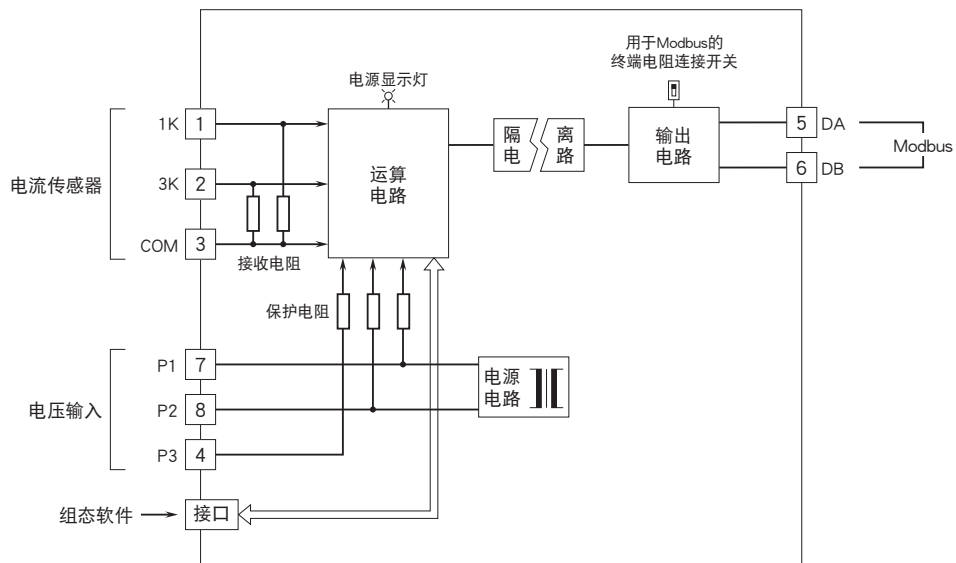 用于Modbus的
终端电阻连接开关
电源显示灯
1K 1
3K 2
COM 3
电流传感器
接收电阻
运算
电路
隔 离
电 路
输出
电路
5 DA
6 DB
Modbus
保护电阻
P1 7
P2 8
P3 4
电压输入
电源
电路
组态软件
接口